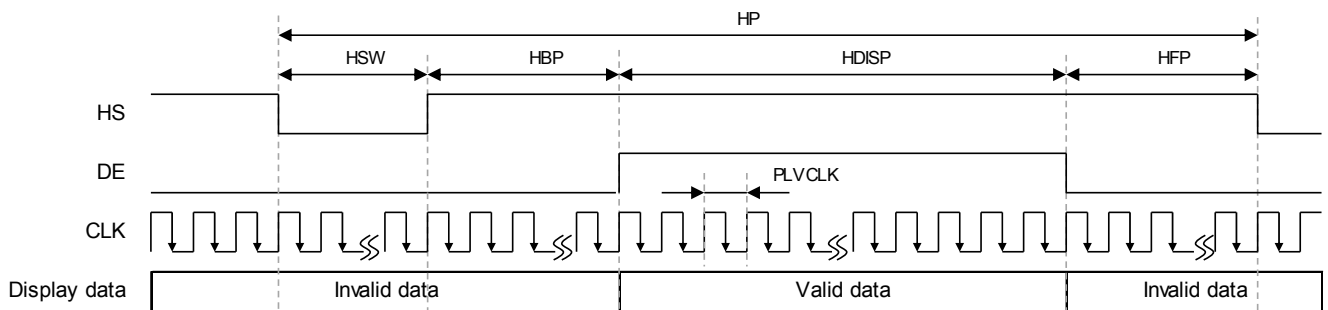 HP
HSW HBP HDISP HFP
HS
DE
PLVCLK
CLK
Display data Invalid data Valid data Invalid data